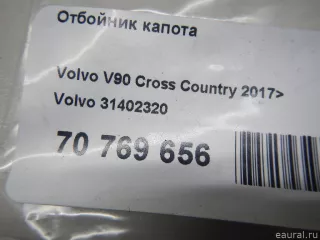 Отбойник капота
Volvo V90 Cross Country 2017>
Volvo 31402320
70 769 656
eaural.ru